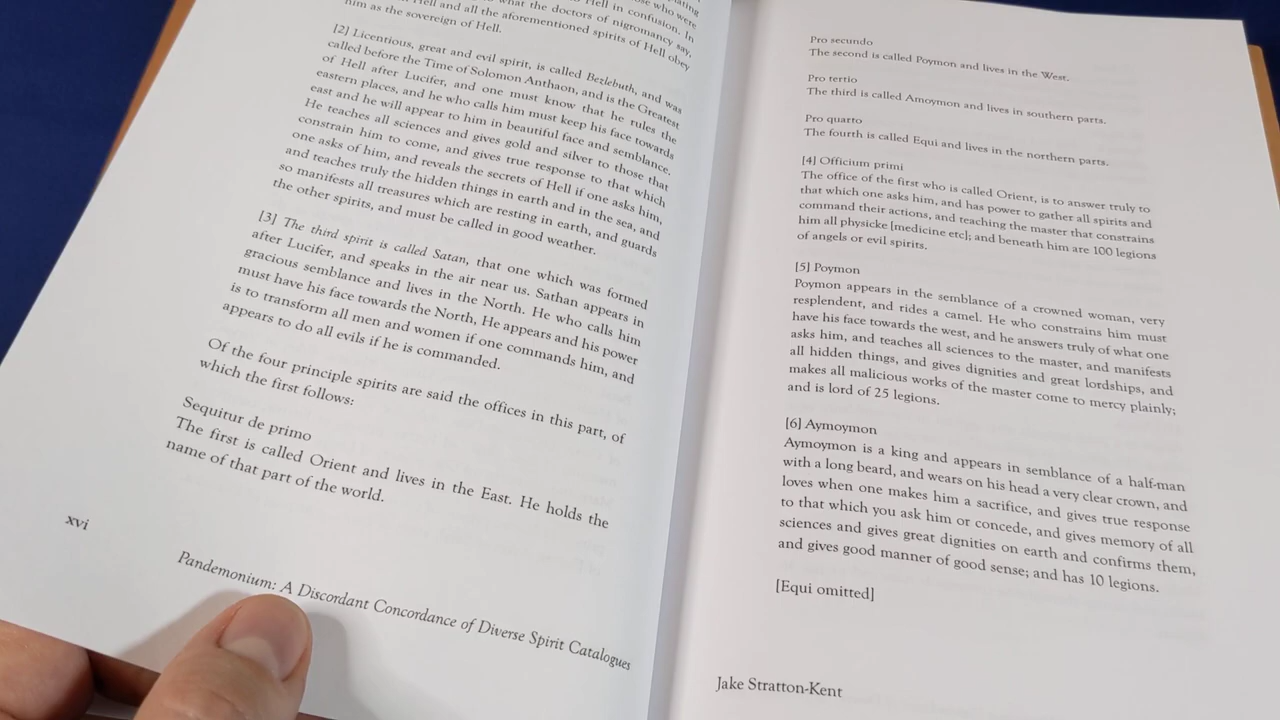 Hell in confusion. In
what the doctors of nigromancy say,
Hell and all the aforementioned spirits of Hell obey
him as the sovereign of Hell.
[2] Licentious, great and evil spirit, is called Bezlebuth, and was
called before the Time of Solomon Anthaon, and is the Greatest
of Hell after Lucifer, and one must know that he rules the
eastern places, and he who calls him must keep his face towards
east and he will appear to him in beautiful face and semblance.
He teaches all sciences and gives gold and silver to those that
constrain him to come, and gives true response to that which
one asks of him, and reveals the secrets of Hell if one asks him,
and teaches truly the hidden things in earth and in the sea, and
so manifests all treasures which are resting in earth, and guards
the other spirits, and must be called in good weather.
[3] The third spirit is called Satan, that one which was formed
after Lucifer, and speaks in the air near us. Sathan appears in
gracious semblance and lives in the North. He who calls him
must have his face towards the North, He appears and his power
is to transform all men and women if one commands him, and
appears to do all evils if he is commanded.
Of the four principle spirits are said the offices in this part, of
which the first follows:
Sequitur de primo
The first is called Orient and lives in the East. He holds the
name of that part of the world.
xvi
Pandemonium: A Discordant Concordance of Diverse Spirit Catalogues
Pro secundo
The second is called Poymon and lives in the West.
Pro tertio
The third is called Amoymon and lives in southern parts.
Pro quarto
The fourth is called Equi and lives in the northern parts.
[4] Officium primi
The office of the first who is called Orient, is to answer truly to
that which one asks him, and has power to gather all spirits and
command their actions, and teaching the master that constrains
him all physicke [medicine etc]; and beneath him are 100 legions
of angels or evil spirits.
[5] Poymon
Poymon appears in the semblance of a crowned woman, very
resplendent, and rides a camel. He who constrains him must
have his face towards the west, and he answers truly of what one
asks him, and teaches all sciences to the master, and manifests
all hidden things, and gives dignities and great lordships, and
makes all malicious works of the master come to mercy plainly;
and is lord of 25 legions.
[6] Aymoymon
Aymoymon is a king and appears in semblance of a half-man
with a long beard, and wears on his head a very clear crown, and
loves when one makes him a sacrifice, and gives true response
to that which you ask him or concede, and gives memory of all
sciences and gives great dignities on earth and confirms them,
and gives good manner of good sense; and has 10 legions.
[Equi omitted]
Jake Stratton-Kent